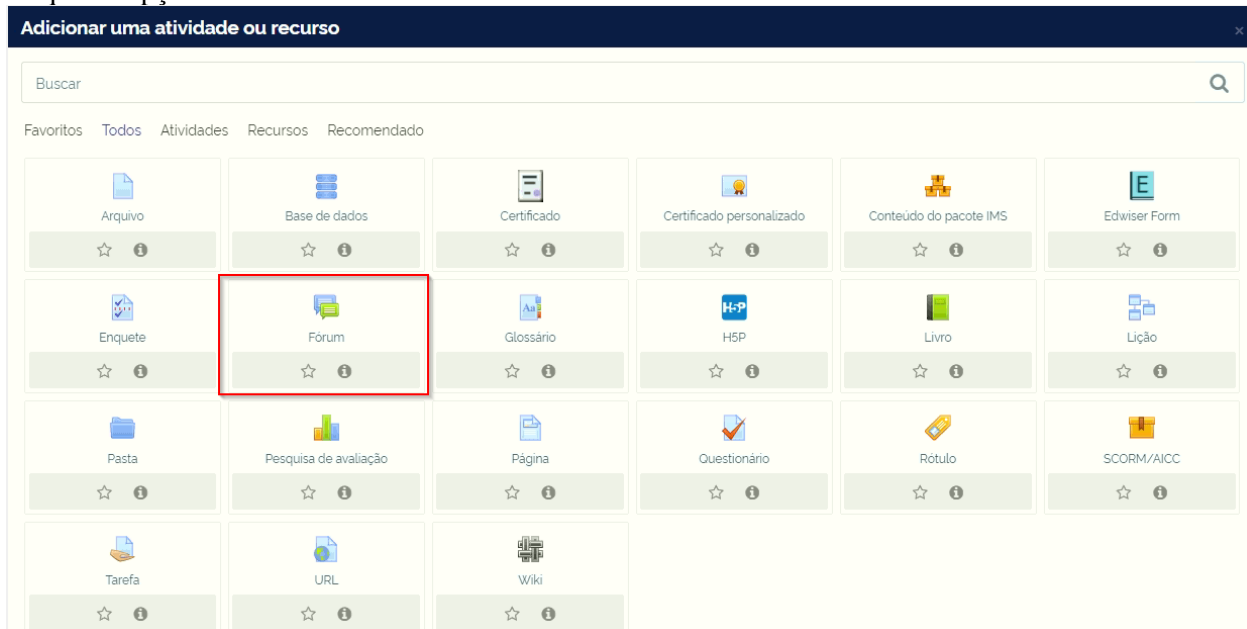 Adicionar uma atividade ou recurso ×
Buscar
Favoritos Todos Atividades Recursos Recomendado
Arquivo Base de dados Certificado Certificado personalizado Conteúdo do pacote IMS Edwiser Form
Enquete Fórum Glossário H5P Livro Lição
Pasta Pesquisa de avaliação Página Questionário Rótulo SCORM/AICC
Tarefa URL Wiki